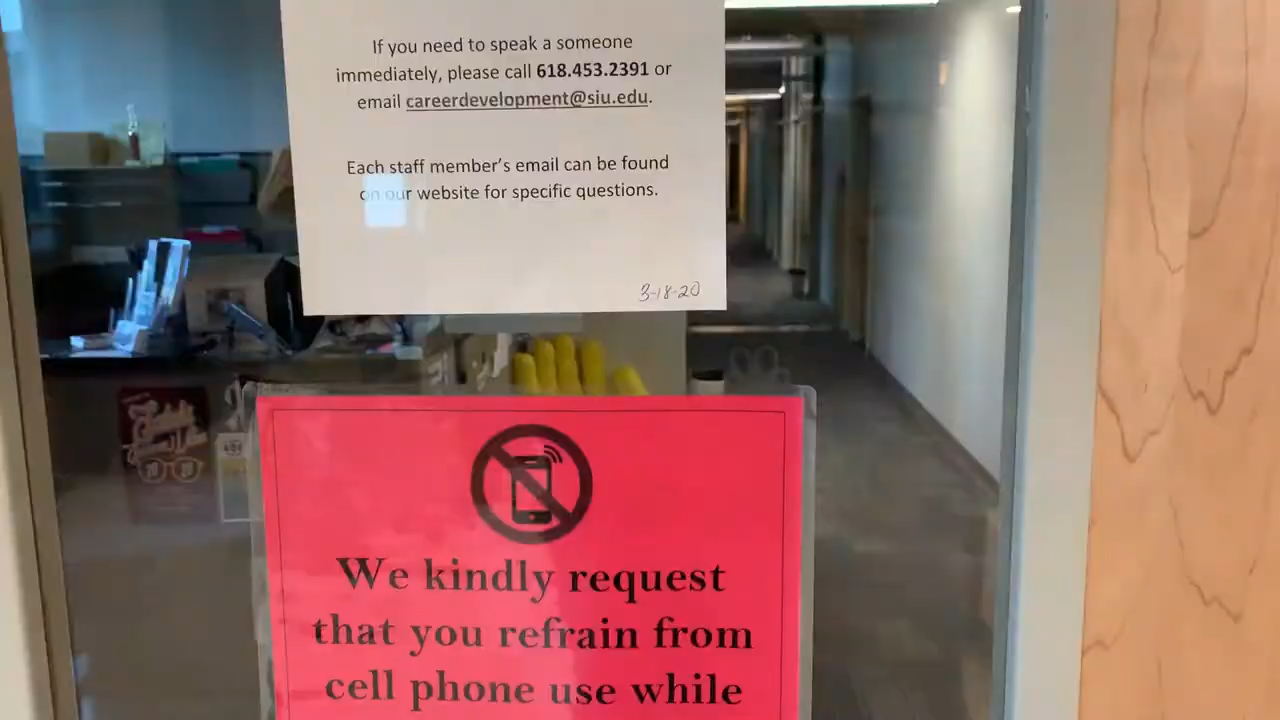 If you need to speak a someone
immediately, please call 618.453.2391 or
email careerdevelopment@siu.edu.
Each staff member's email can be found
on our website for specific questions.
3-18-20
We kindly request
that you refrain from
cell phone use while